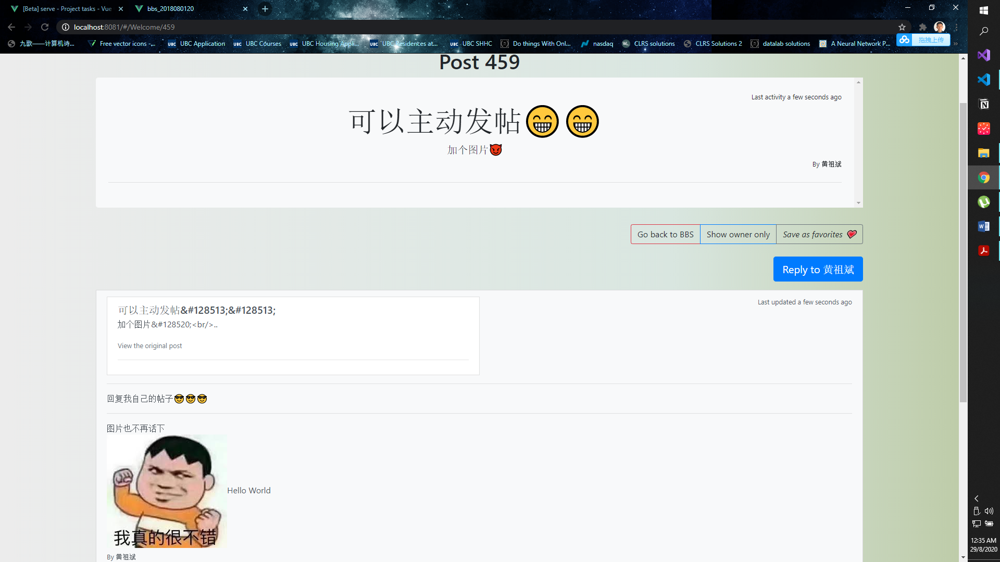 [Beta] serve - Project tasks - Vue
bbs_2018080120
localhost:8081/#/Welcome/459
九歌——计算机诗...
Free vector icons -...
UBC Application
UBC Courses
UBC Housing Appli...
UBC Residences at...
UBC SHHC
Do things With Onl...
nasdaq
CLRS solutions
CLRS Solutions 2
datalab solutions
A Neural Network P...
拖拽上传
Post 459
Last activity a few seconds ago
可以主动发帖😁😁
加个图片😈
By 黄祖斌
Go back to BBS
Show owner only
Save as favorites 💘
Reply to 黄祖斌
Last updated a few seconds ago
可以主动发帖&#128513;&#128513;
加个图片&#128520;<br/>..
View the original post
回复我自己的帖子😎😎😎
图片也不再话下
Hello World
我真的很不错
By 黄祖斌
12:35 AM
29/8/2020